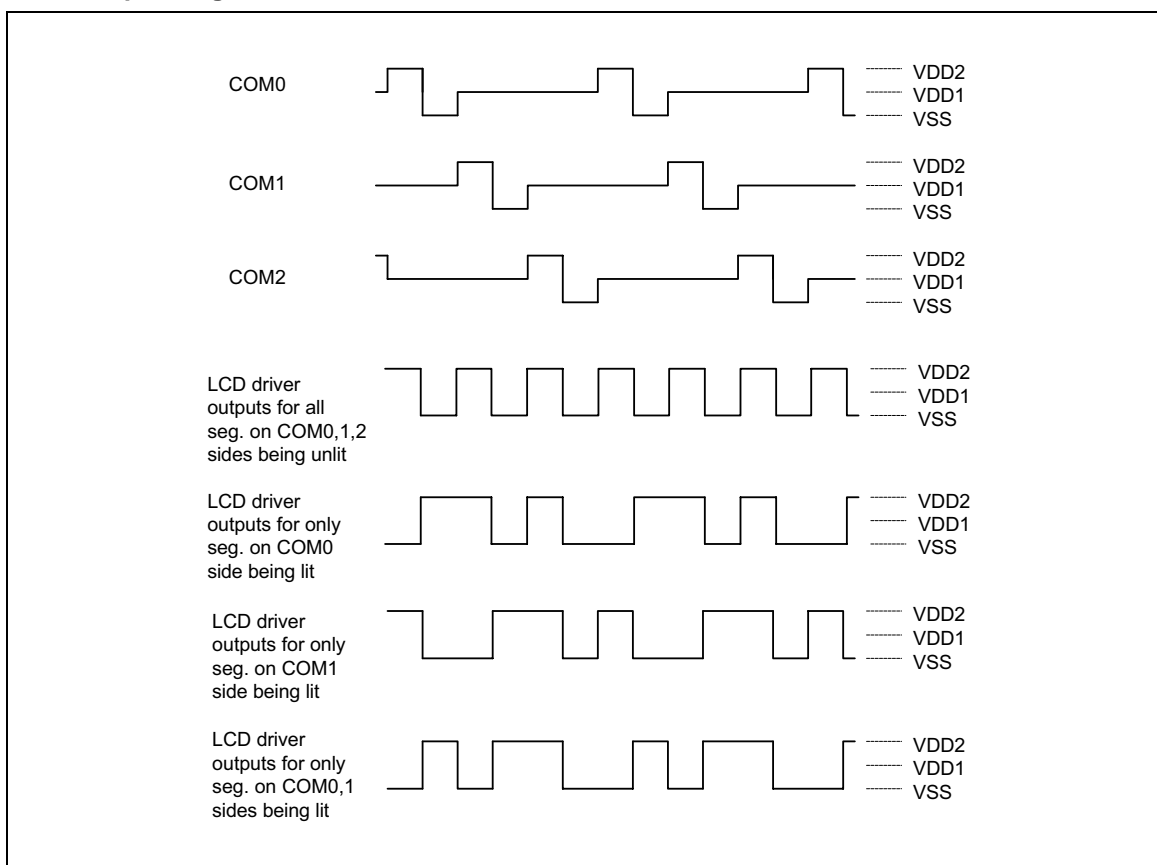 COM0
VDD2
VDD1
VSS
COM1
VDD2
VDD1
VSS
COM2
VDD2
VDD1
VSS
LCD driver
outputs for all
seg. on COM0,1,2
sides being unlit
VDD2
VDD1
VSS
LCD driver
outputs for only
seg. on COM0
side being lit
VDD2
VDD1
VSS
LCD driver
outputs for only
seg. on COM1
side being lit
VDD2
VDD1
VSS
LCD driver
outputs for only
seg. on COM0,1
sides being lit
VDD2
VDD1
VSS